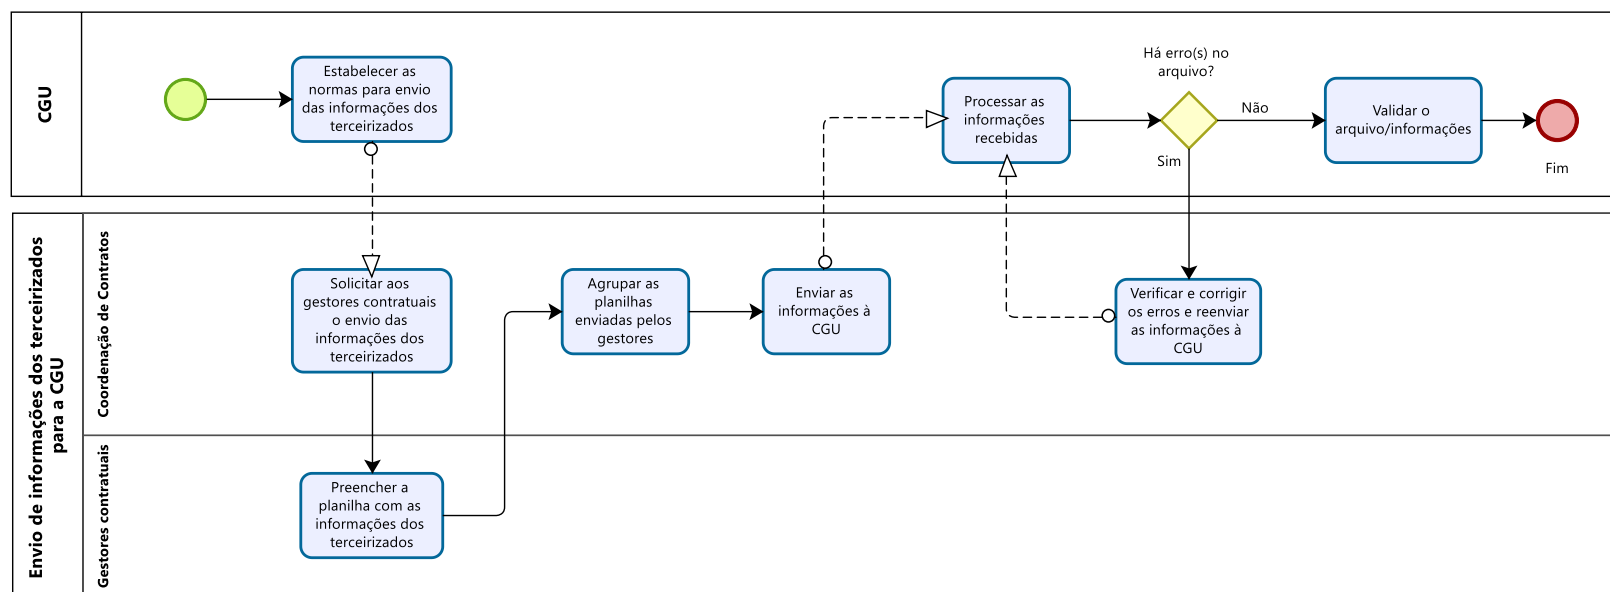 CGU
Estabelecer as
normas para envio
das informações dos
terceirizados
Processar as
informações
recebidas
Há erro(s) no
arquivo?
Não
Sim
Validar o
arquivo/informações
Fim
Envio de informações dos terceirizados
para a CGU
Coordenação de Contratos
Solicitar aos
gestores contratuais
o envio das
informações dos
terceirizados
Agrupar as
planilhas
enviadas pelos
gestores
Enviar as
informações à
CGU
Verificar e corrigir
os erros e reenviar
as informações à
CGU
Gestores contratuais
Preencher a
planilha com as
informações dos
terceirizados